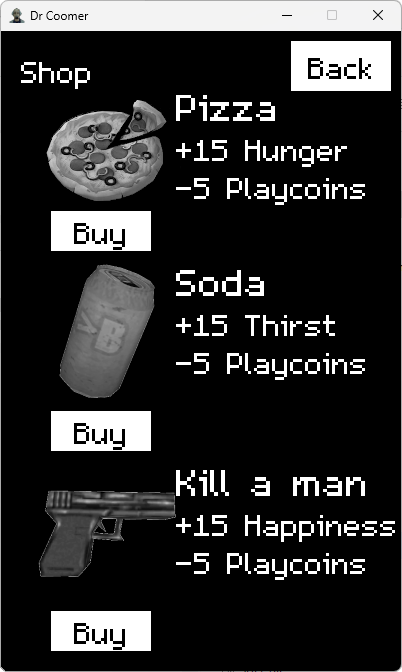 Dr Coomer
Shop
Back
Pizza
+15 Hunger
-5 Playcoins
Buy
Soda
+15 Thirst
-5 Playcoins
Buy
Kill a man
+15 Happiness
-5 Playcoins
Buy